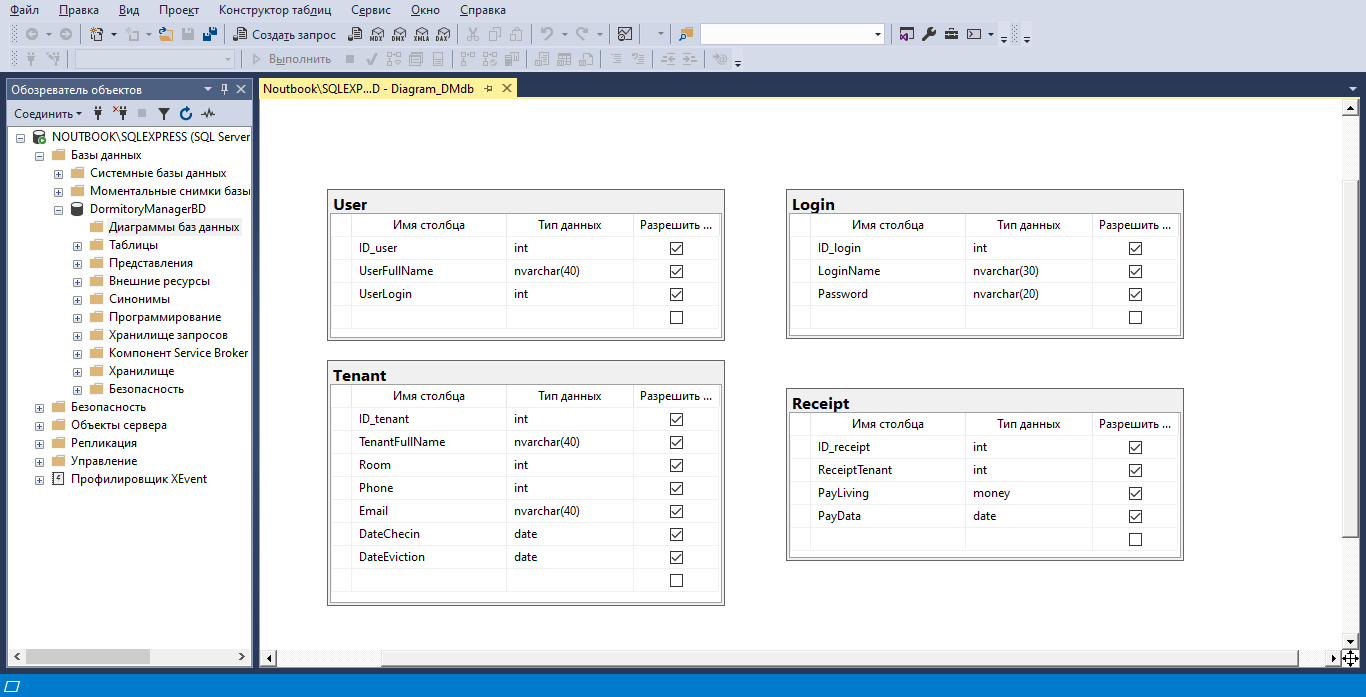 Файл Правка Вид Проект Конструктор таблиц Сервис Окно Справка
Создать запрос MDX DMX XMLA DAX
Выполнить
Обозреватель объектов
Noutbook\SQLEXP...D - Diagram_DMdb
Соединить
NOUTBOOK\SQLEXPRESS (SQL Server
Базы данных
Системные базы данных
Моментальные снимки базы
DormitoryManagerBD
Диаграммы баз данных
Таблицы
Представления
Внешние ресурсы
Синонимы
Программирование
Хранилище запросов
Компонент Service Broker
Хранилище
Безопасность
Безопасность
Объекты сервера
Репликация
Управление
Профилировщик XEvent
User
Имя столбца Тип данных Разрешить ...
ID_user int
UserFullName nvarchar(40)
UserLogin int
Login
Имя столбца Тип данных Разрешить ...
ID_login int
LoginName nvarchar(30)
Password nvarchar(20)
Tenant
Имя столбца Тип данных Разрешить ...
ID_tenant int
TenantFullName nvarchar(40)
Room int
Phone int
Email nvarchar(40)
DateChecin date
DateEviction date
Receipt
Имя столбца Тип данных Разрешить ...
ID_receipt int
ReceiptTenant int
PayLiving money
PayData date